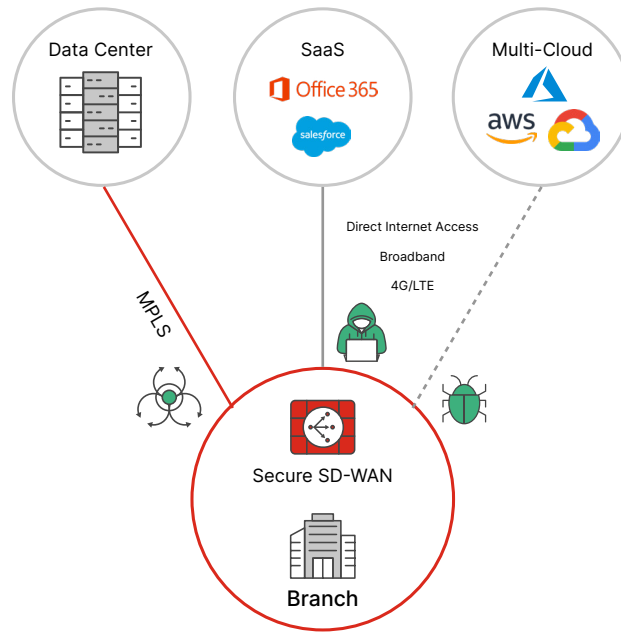 Data Center
SaaS
Multi-Cloud
Office 365
salesforce
aws
Direct Internet Access
Broadband
4G/LTE
MPLS
Secure SD-WAN
Branch